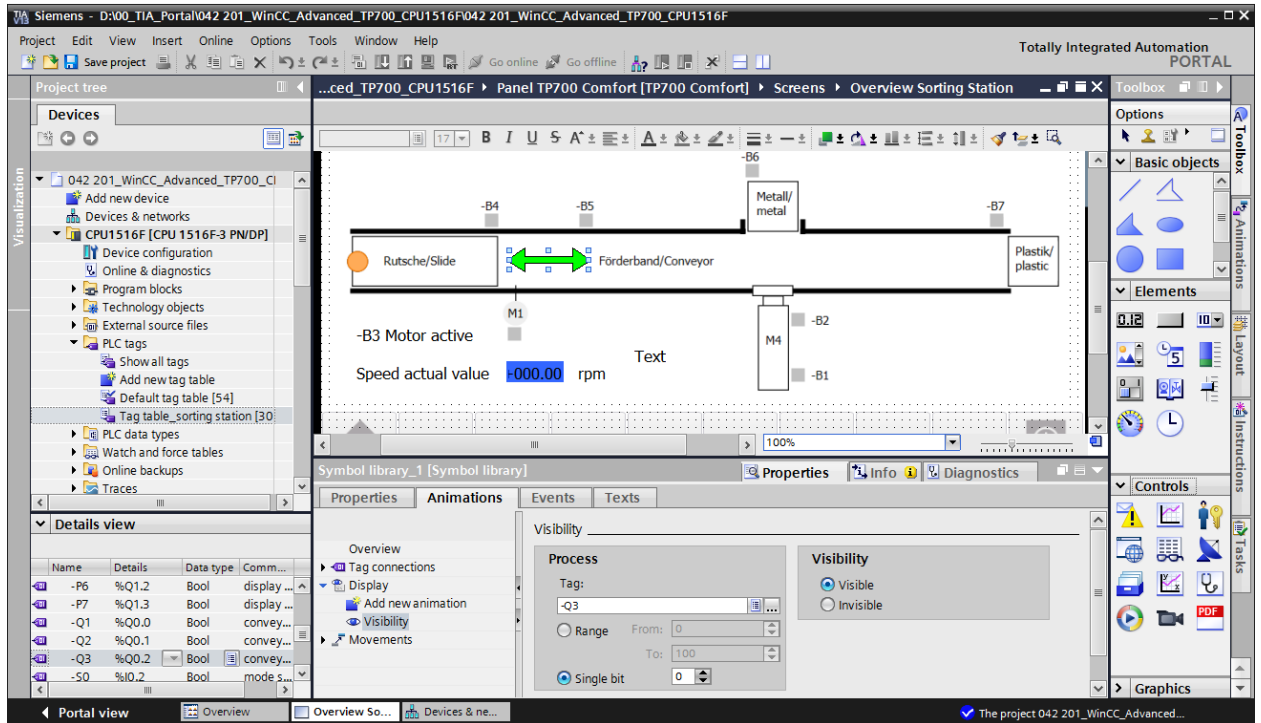 Siemens - D:\00_TIA_Portal\042 201_WinCC_Advanced_TP700_CPU1516F\042 201_WinCC_Advanced_TP700_CPU1516F
Project Edit View Insert Online Options Tools Window Help
Totally Integrated Automation
PORTAL
Save project
Go online
Go offline
Project tree
...ced_TP700_CPU1516F
Panel TP700 Comfort [TP700 Comfort]
Screens
Overview Sorting Station
Toolbox
Devices
Options
17
B I U S A
Visualization
042 201_WinCC_Advanced_TP700_C
Add new device
Devices & networks
CPU1516F [CPU 1516F-3 PN/DP]
Device configuration
Online & diagnostics
Program blocks
Technology objects
External source files
PLC tags
Show all tags
Add new tag table
Default tag table [54]
Tag table_sorting station [30]
PLC data types
Watch and force tables
Online backups
Traces
-B6
Metall/
metal
-B4
-B5
-B7
Rutsche/Slide
Förderband/Conveyor
Plastik/
plastic
M1
-B3 Motor active
M4
-B2
Text
Speed actual value
+000.00
rpm
-B1
100%
Basic objects
Elements
0.12
10
5
Controls
PDF
Graphics
Toolbox
Animations
Layout
Instructions
Tasks
Symbol library_1 [Symbol library]
Properties
Info
Diagnostics
Properties Animations Events Texts
Overview
Tag connections
Display
Add new animation
Visibility
Movements
Visibility
Process
Tag:
-Q3
...
Range From: 0
To: 100
Single bit 0
Visibility
Visible
Invisible
Details view
Name Details Data type Comm...
-P6 %Q1.2 Bool display ...
-P7 %Q1.3 Bool display ...
-Q1 %Q0.0 Bool convey...
-Q2 %Q0.1 Bool convey...
-Q3 %Q0.2 Bool convey...
-S0 %I0.2 Bool mode s...
Portal view
Overview
Overview So...
Devices & ne...
The project 042 201_WinCC_Advanced...